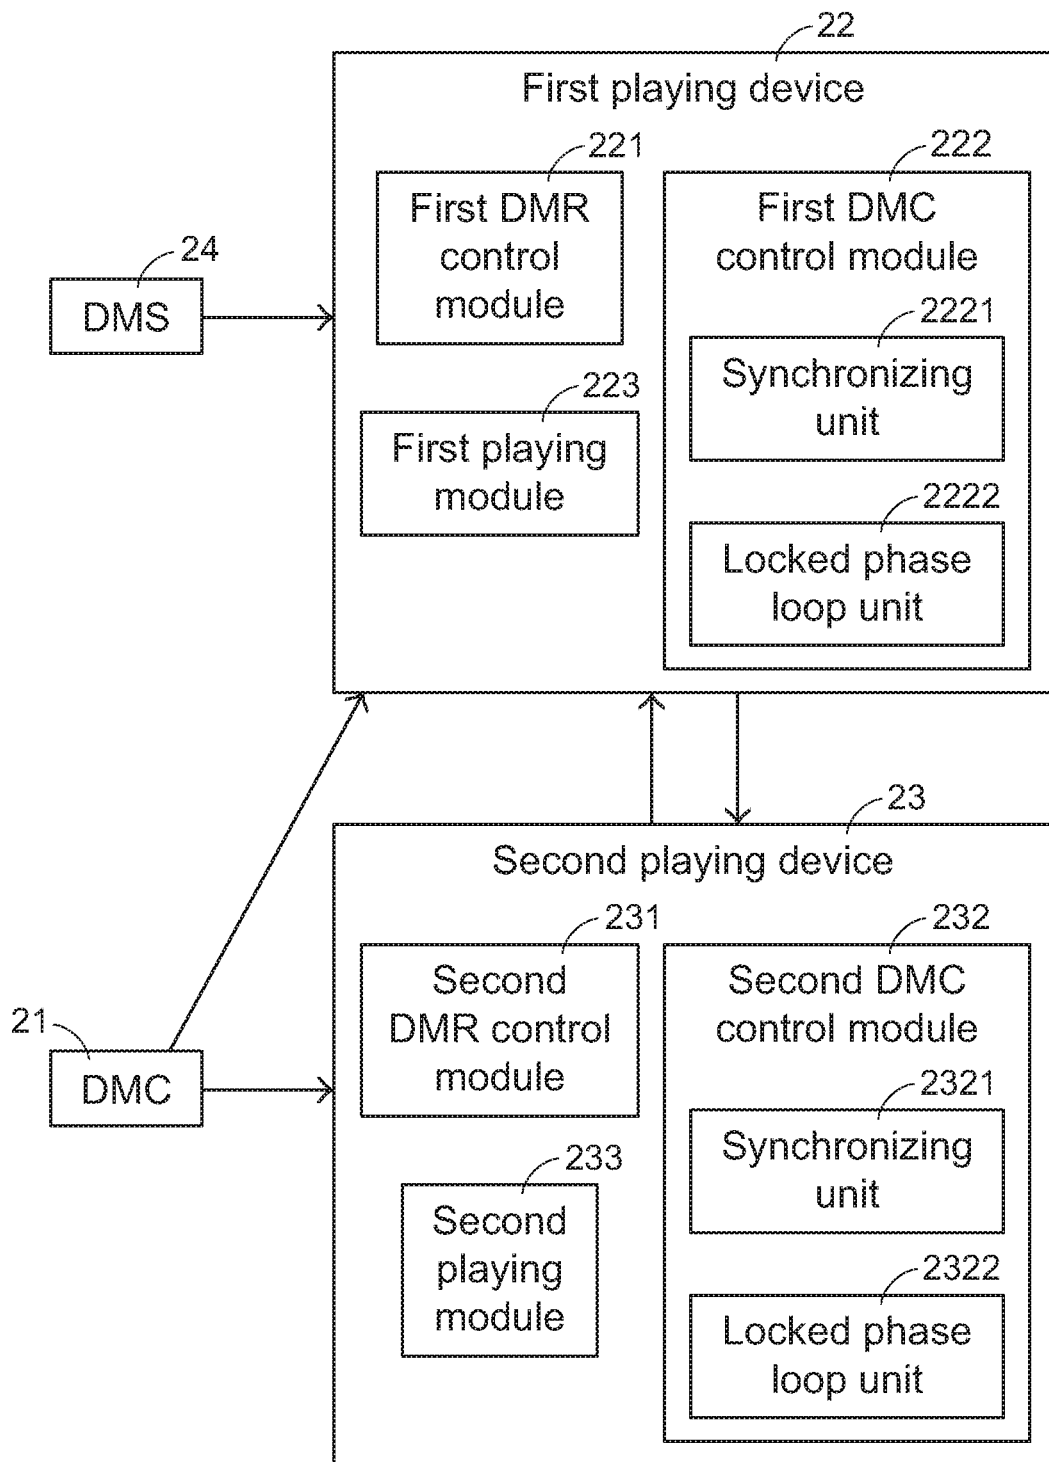 22
First playing device
221
First DMR
control
module
222
First DMC
control module
24
DMS
2221
Synchronizing
unit
223
First playing
module
2222
Locked phase
loop unit
23
Second playing device
231
Second
DMR control
module
232
Second DMC
control module
21
DMC
2321
Synchronizing
unit
233
Second
playing
module
2322
Locked phase
loop unit